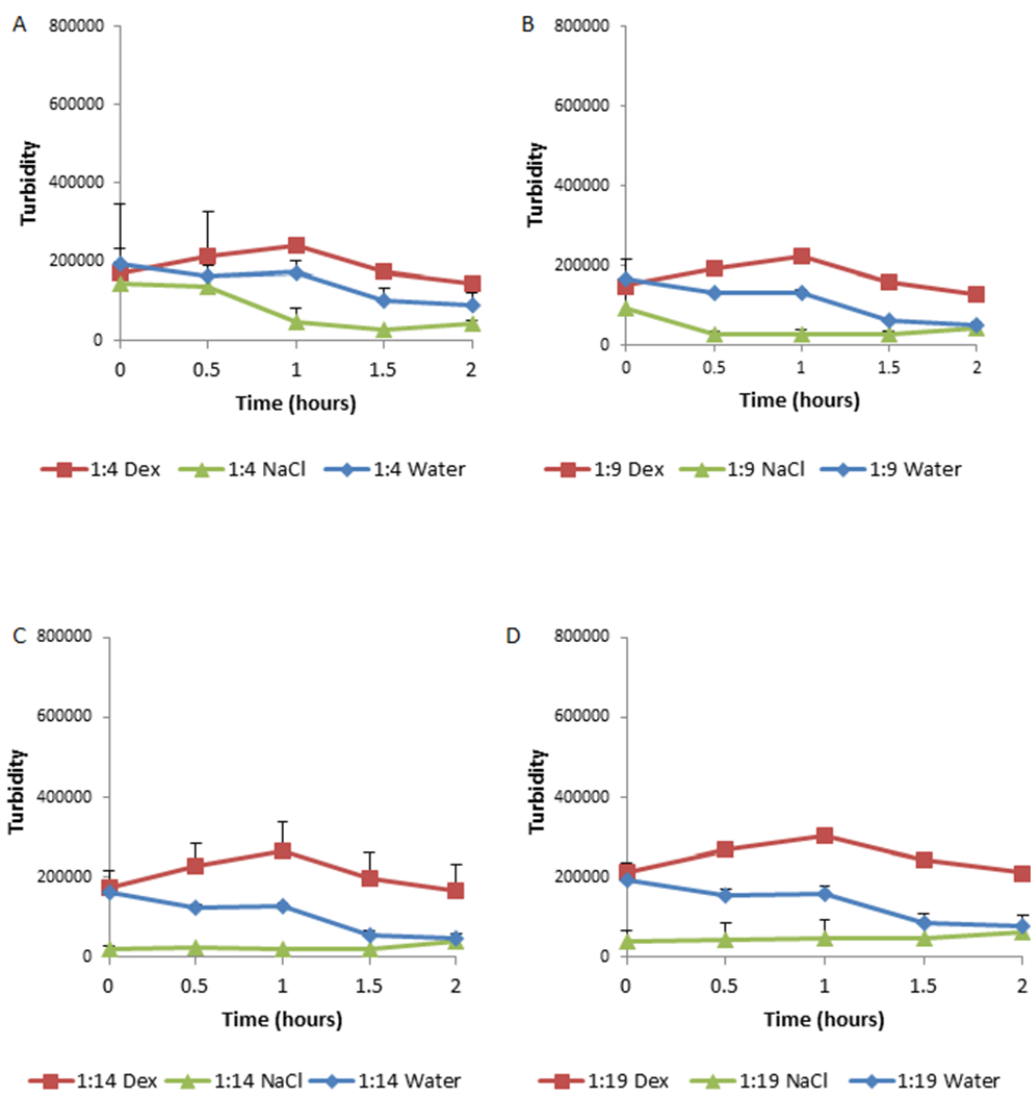 A
800000
600000
400000
200000
0
Turbidity
0 0.5 1 1.5 2
Time (hours)
1:4 Dex 1:4 NaCl 1:4 Water
B
800000
600000
400000
200000
0
Turbidity
0 0.5 1 1.5 2
Time (hours)
1:9 Dex 1:9 NaCl 1:9 Water
C
800000
600000
400000
200000
0
Turbidity
0 0.5 1 1.5 2
Time (hours)
1:14 Dex 1:14 NaCl 1:14 Water
D
800000
600000
400000
200000
0
Turbidity
0 0.5 1 1.5 2
Time (hours)
1:19 Dex 1:19 NaCl 1:19 Water